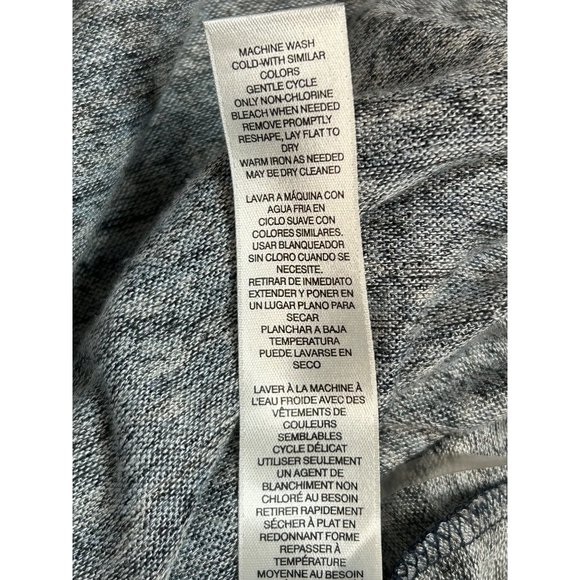 MACHINE WASH
COLD-WITH SIMILAR
COLORS
GENTLE CYCLE
ONLY NON-CHLORINE
BLEACH WHEN NEEDED
REMOVE PROMPTLY
RESHAPE, LAY FLAT TO
DRY
WARM IRON AS NEEDED
MAY BE DRY CLEANED
LAVAR A MÁQUINA CON
AGUA FRIA EN
CICLO SUAVE CON
COLORES SIMILARES.
USAR BLANQUEADOR
SIN CLORO CUANDO SE
NECESITE.
RETIRAR DE INMEDIATO
EXTENDER Y PONER EN
UN LUGAR PLANO PARA
SECAR
PLANCHAR A BAJA
TEMPERATURA
PUEDE LAVARSE EN
SECO
LAVER À LA MACHINE À
L'EAU FROIDE AVEC DES
VÊTEMENTS DE
COULEURS
SEMBLABLES
CYCLE DÉLICAT
UTILISER SEULEMENT
UN AGENT DE
BLANCHIMENT NON
CHLORÉ AU BESOIN
RETIRER RAPIDEMENT
SÉCHER À PLAT EN
REDONNANT FORME
REPASSER À
TEMPÉRATURE
MOYENNE AU BESOIN